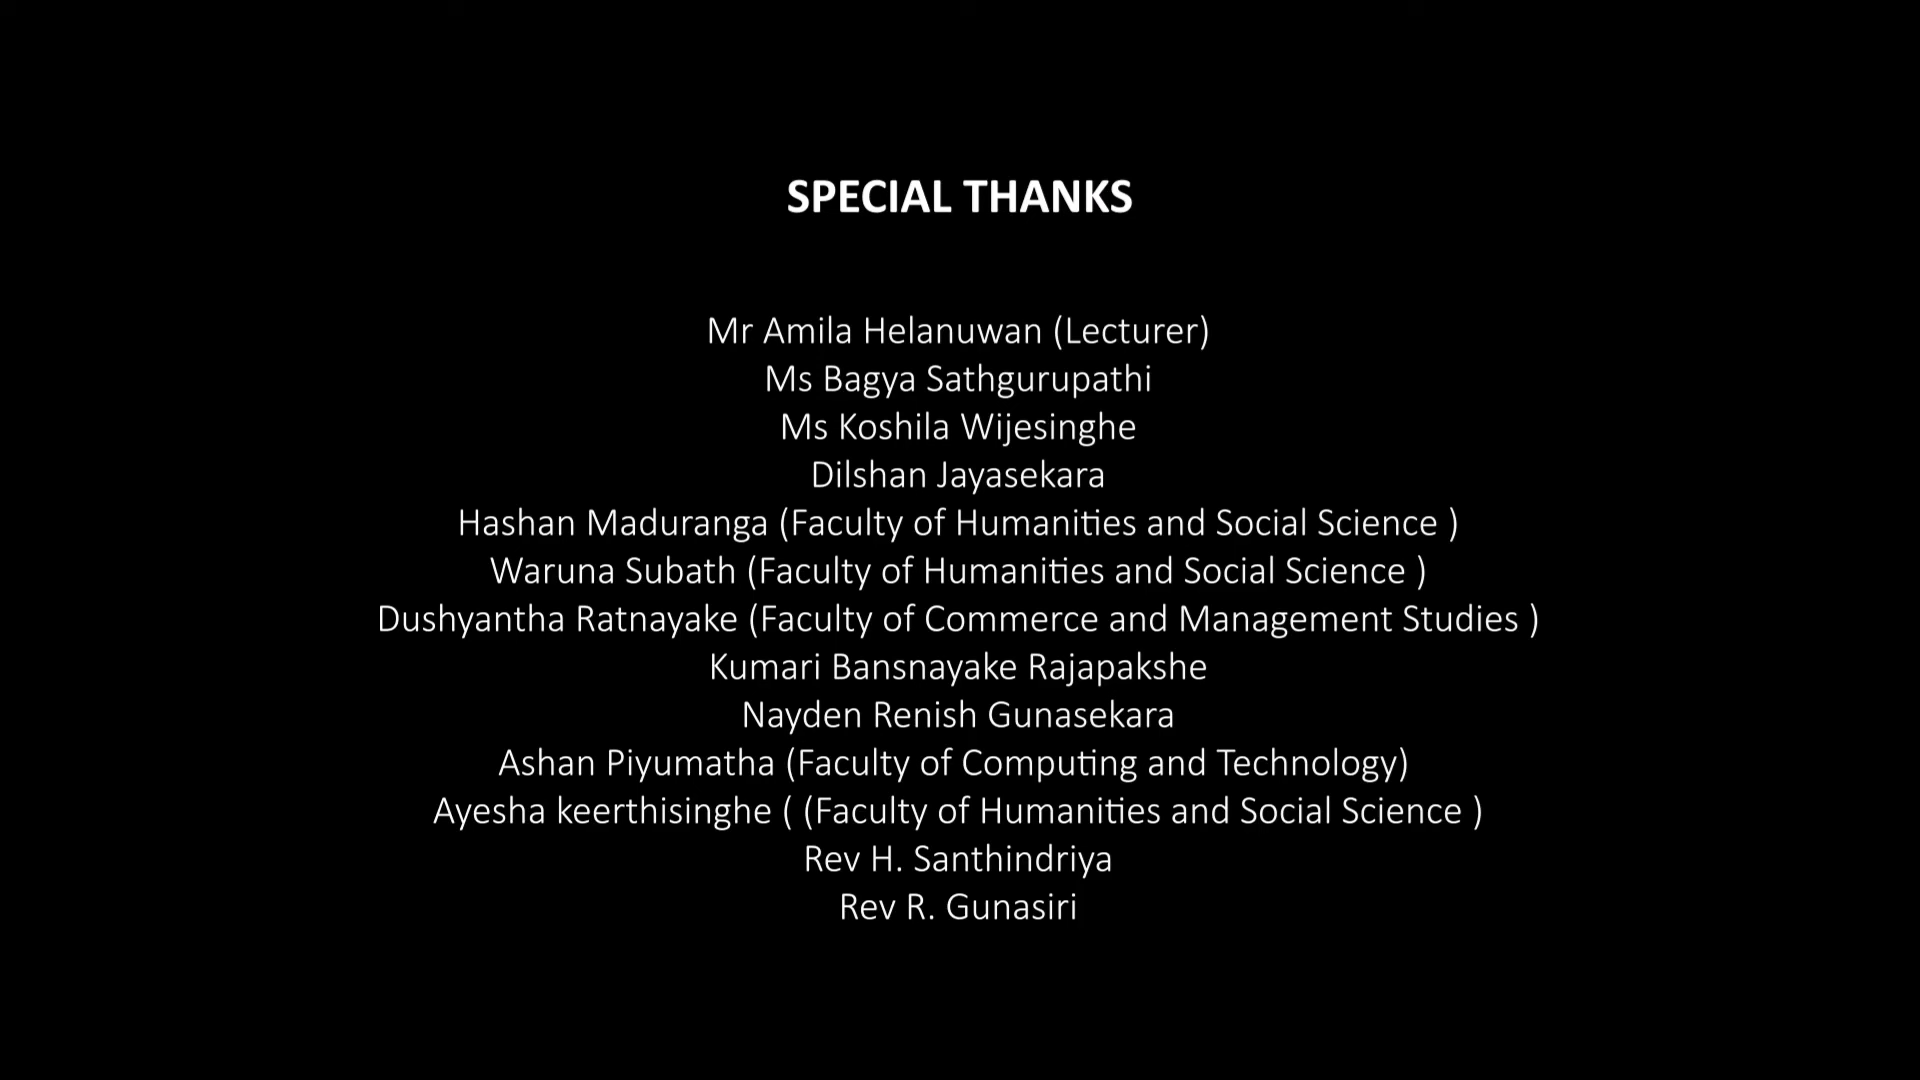 SPECIAL THANKS
Mr Amila Helanuwan (Lecturer)
Ms Bagya Sathgurupathi
Ms Koshila Wijesinghe
Dilshan Jayasekara
Hashan Maduranga (Faculty of Humanities and Social Science )
Waruna Subath (Faculty of Humanities and Social Science )
Dushyantha Ratnayake (Faculty of Commerce and Management Studies )
Kumari Bansnayake Rajapakshe
Nayden Renish Gunasekara
Ashan Piyumatha (Faculty of Computing and Technology)
Ayesha keerthisinghe ( (Faculty of Humanities and Social Science )
Rev H. Santhindriya
Rev R. Gunasiri